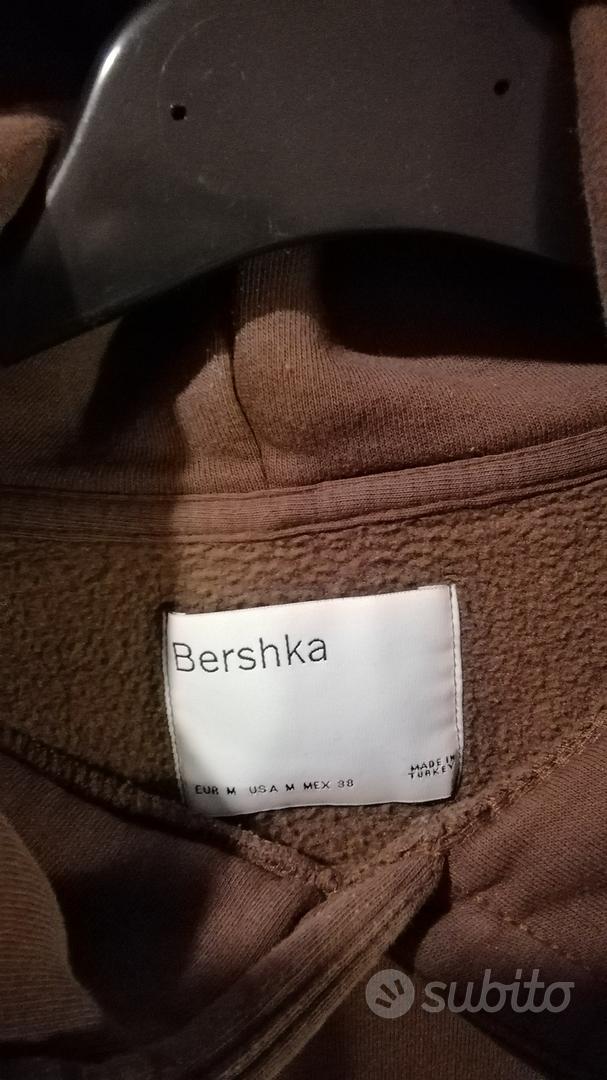 Bershka
MADE IN
TURKEY
EUR M USA M MEX 38
subito